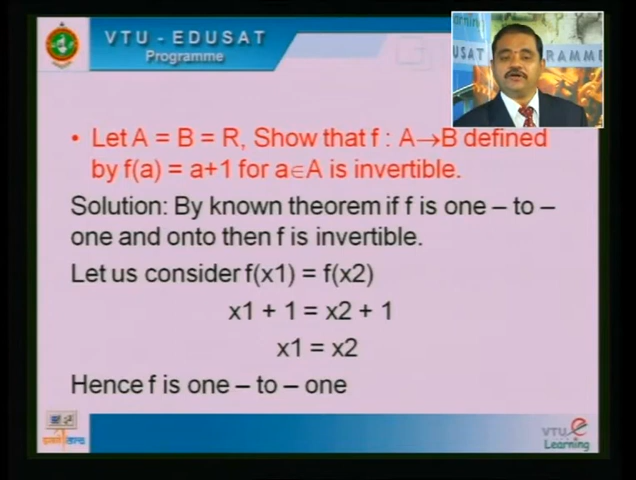 VTU - EDUSAT
Programme
USAT
RAMME
• Let A = B = R, Show that f : A→B defined
by f(a) = a+1 for a∈A is invertible.
Solution: By known theorem if f is one – to –
one and onto then f is invertible.
Let us consider f(x1) = f(x2)
x1 + 1 = x2 + 1
x1 = x2
Hence f is one – to – one
VTU e
Learning